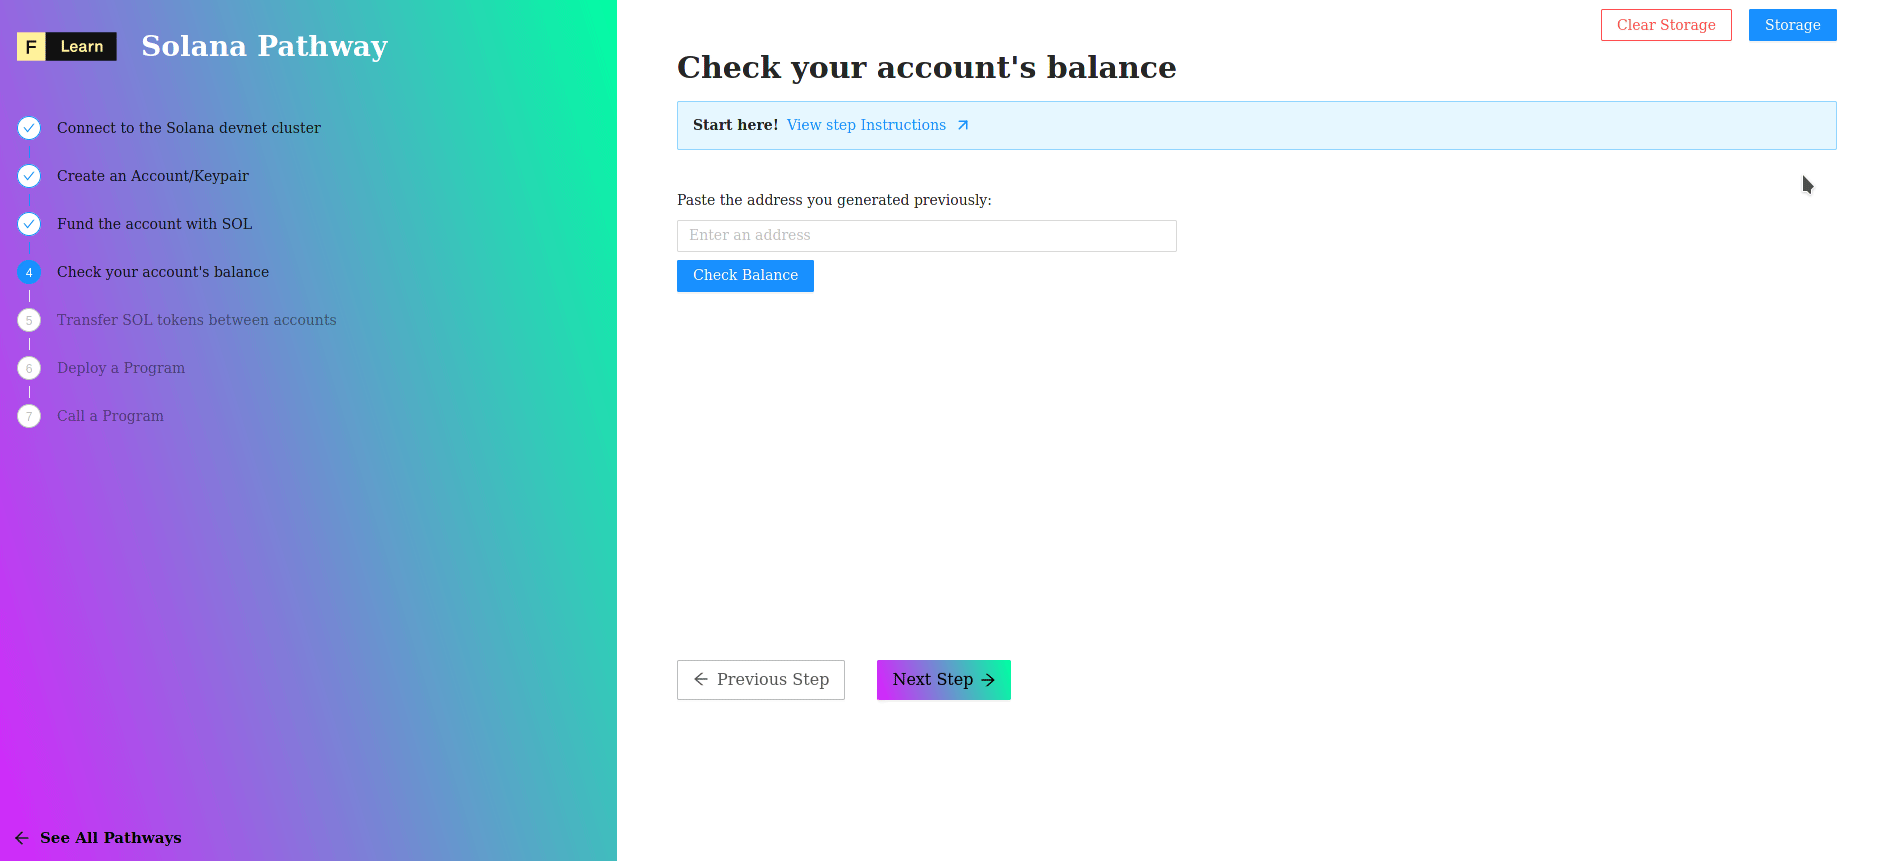 F Learn
Solana Pathway
Connect to the Solana devnet cluster
Create an Account/Keypair
Fund the account with SOL
4 Check your account's balance
5 Transfer SOL tokens between accounts
6 Deploy a Program
7 Call a Program
See All Pathways
Clear Storage
Storage
Check your account's balance
Start here! View step Instructions
Paste the address you generated previously:
Enter an address
Check Balance
Previous Step
Next Step